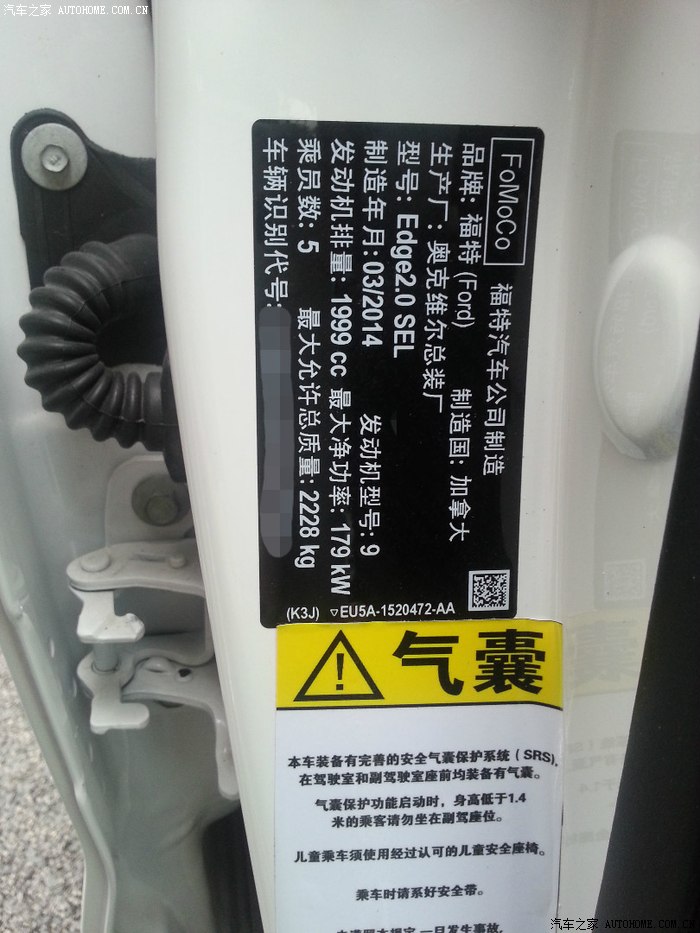 汽车之家 AUTOHOME.COM.CN
FoMoCo 福特汽车公司制造
品牌: 福特 (Ford) 制造国: 加拿大
生产厂: 奥克维尔总装厂
型号: Edge2.0 SEL
制造年月: 03/2014 发动机型号: 9
发动机排量: 1999 cc 最大净功率: 179 kW
乘员数: 5 最大允许总质量: 2228 kg
车辆识别代号:
(K3J) ▽EU5A-1520472-AA
气囊
本车装备有完善的安全气囊保护系统(SRS),
在驾驶室和副驾驶室座前均装备有气囊。
气囊保护功能启动时，身高低于1.4
米的乘客请勿坐在副驾座位。
儿童乘车须使用经过认可的儿童安全座椅。
乘车时请系好安全带。
一旦发生事故,
汽车之家 AUTOHOME.COM.CN